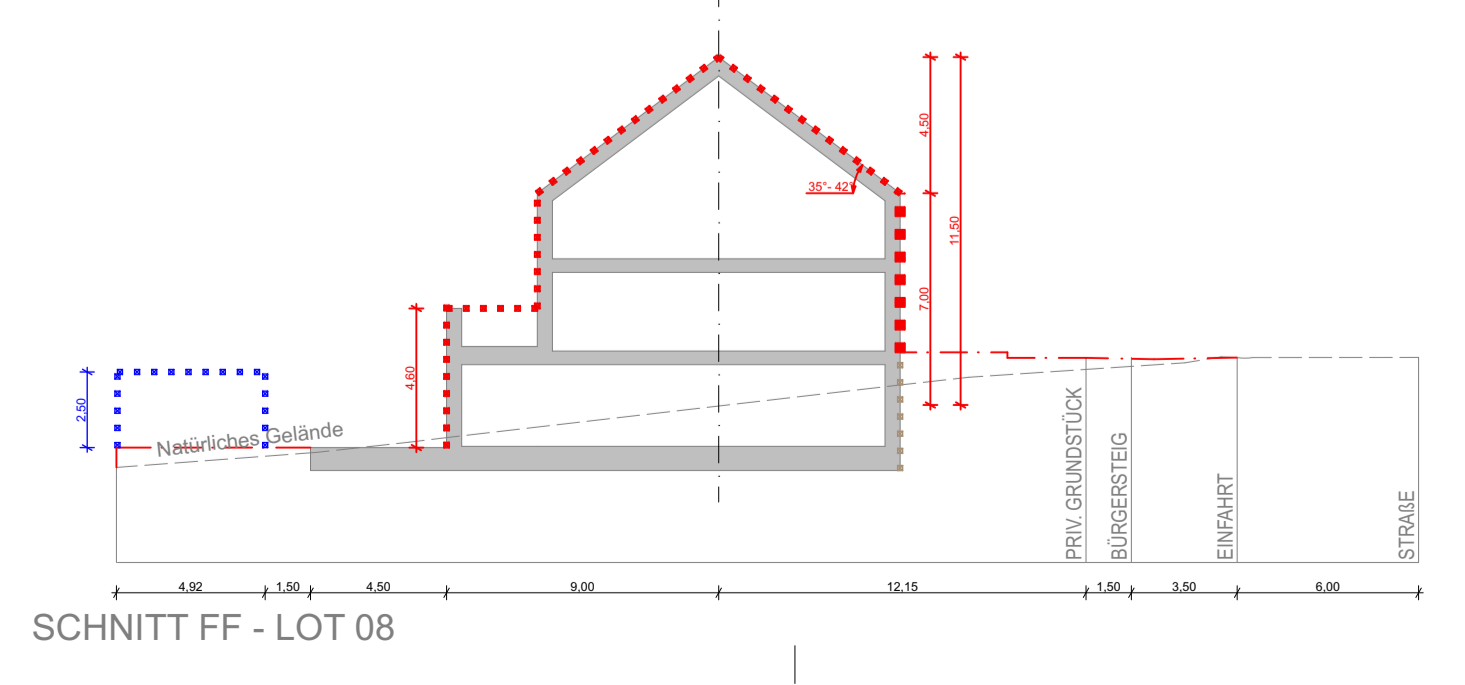 4,50
35°- 42°
11,50
7,00
4,60
2,50
Natürliches Gelände
PRIV. GRUNDSTÜCK
BÜRGERSTEIG
EINFAHRT
STRAßE
4,92
1,50
4,50
9,00
12,15
1,50
3,50
6,00
SCHNITT FF - LOT 08